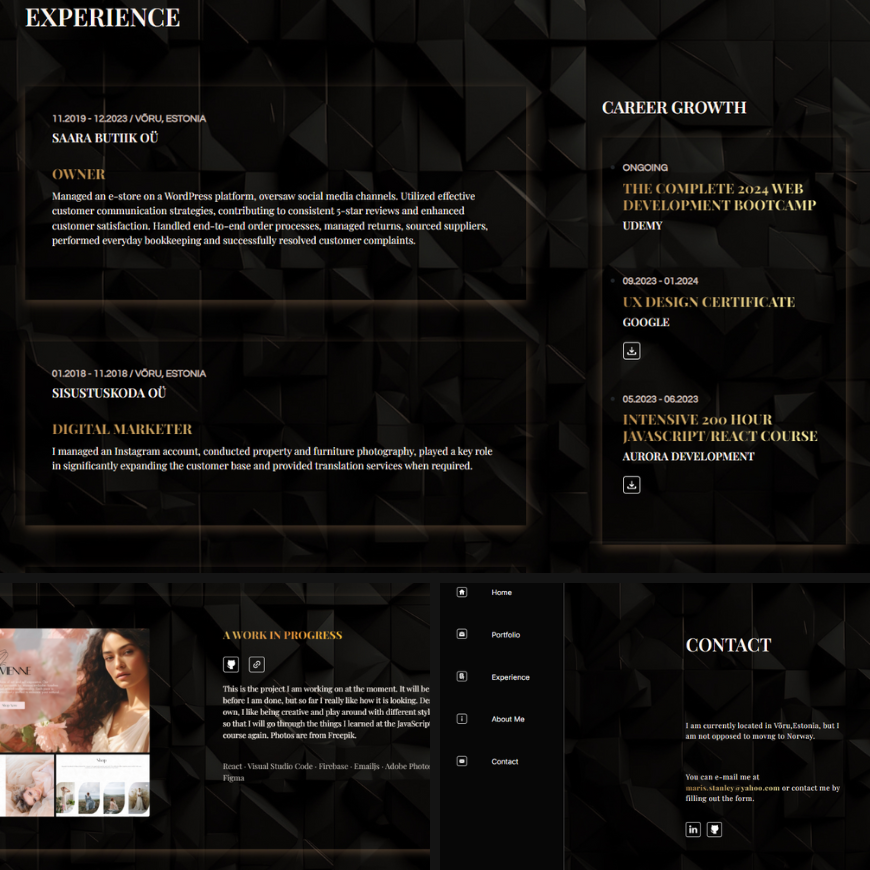 EXPERIENCE
11.2019 - 12.2023 / VÕRU, ESTONIA
SAARA BUTIIK OÜ
OWNER
Managed an e-store on a WordPress platform, oversaw social media channels. Utilized effective
customer communication strategies, contributing to consistent 5-star reviews and enhanced
customer satisfaction. Handled end-to-end order processes, managed returns, sourced suppliers,
performed everyday bookkeeping and successfully resolved customer complaints.
01.2018 - 11.2018 / VÕRU, ESTONIA
SISUSTUSKODA OÜ
DIGITAL MARKETER
I managed an Instagram account, conducted property and furniture photography, played a key role
in significantly expanding the customer base and provided translation services when required.
CAREER GROWTH
ONGOING
THE COMPLETE 2024 WEB
DEVELOPMENT BOOTCAMP
UDEMY
09.2023 - 01.2024
UX DESIGN CERTIFICATE
GOOGLE
05.2023 - 06.2023
INTENSIVE 200 HOUR
JAVASCRIPT/REACT COURSE
AURORA DEVELOPMENT
A WORK IN PROGRESS
This is the project I am working on at the moment. It will be
before I am done, but so far I really like how it is looking. De
own, I like being creative and play around with different styl
so that I will go through the things I learned at the JavaScrip
course again. Photos are from Freepik.
React · Visual Studio Code · Firebase · Emailjs · Adobe Photo
Figma
Shop
Home
Portfolio
Experience
About Me
Contact
CONTACT
I am currently located in Võru,Estonia, but I
am not opposed to movng to Norway.
You can e-mail me at
maris.stanley@yahoo.com or contact me by
filling out the form.
in